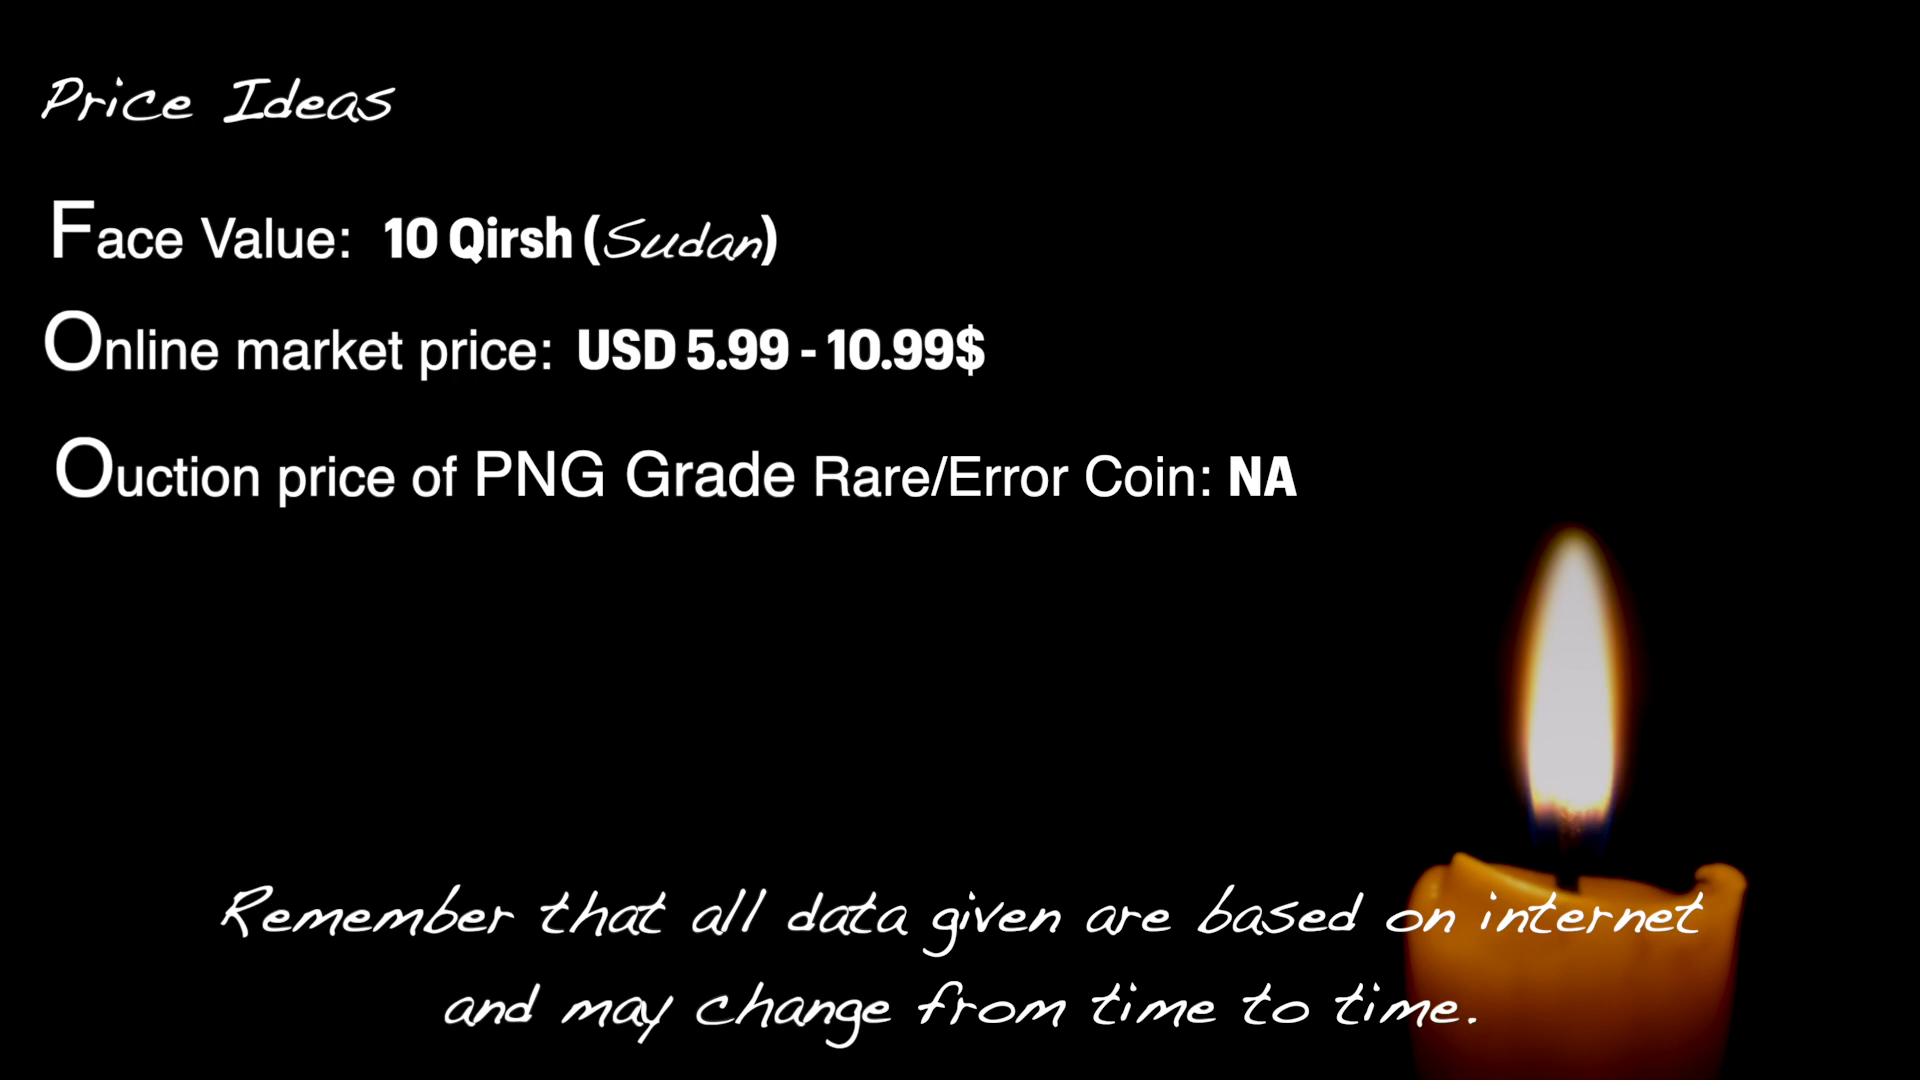 Price Ideas
Face Value: 10 Qirsh (Sudan)
Online market price: USD 5.99 - 10.99$
Ouction price of PNG Grade Rare/Error Coin: NA
Remember that all data given are based on internet
and may change from time to time.